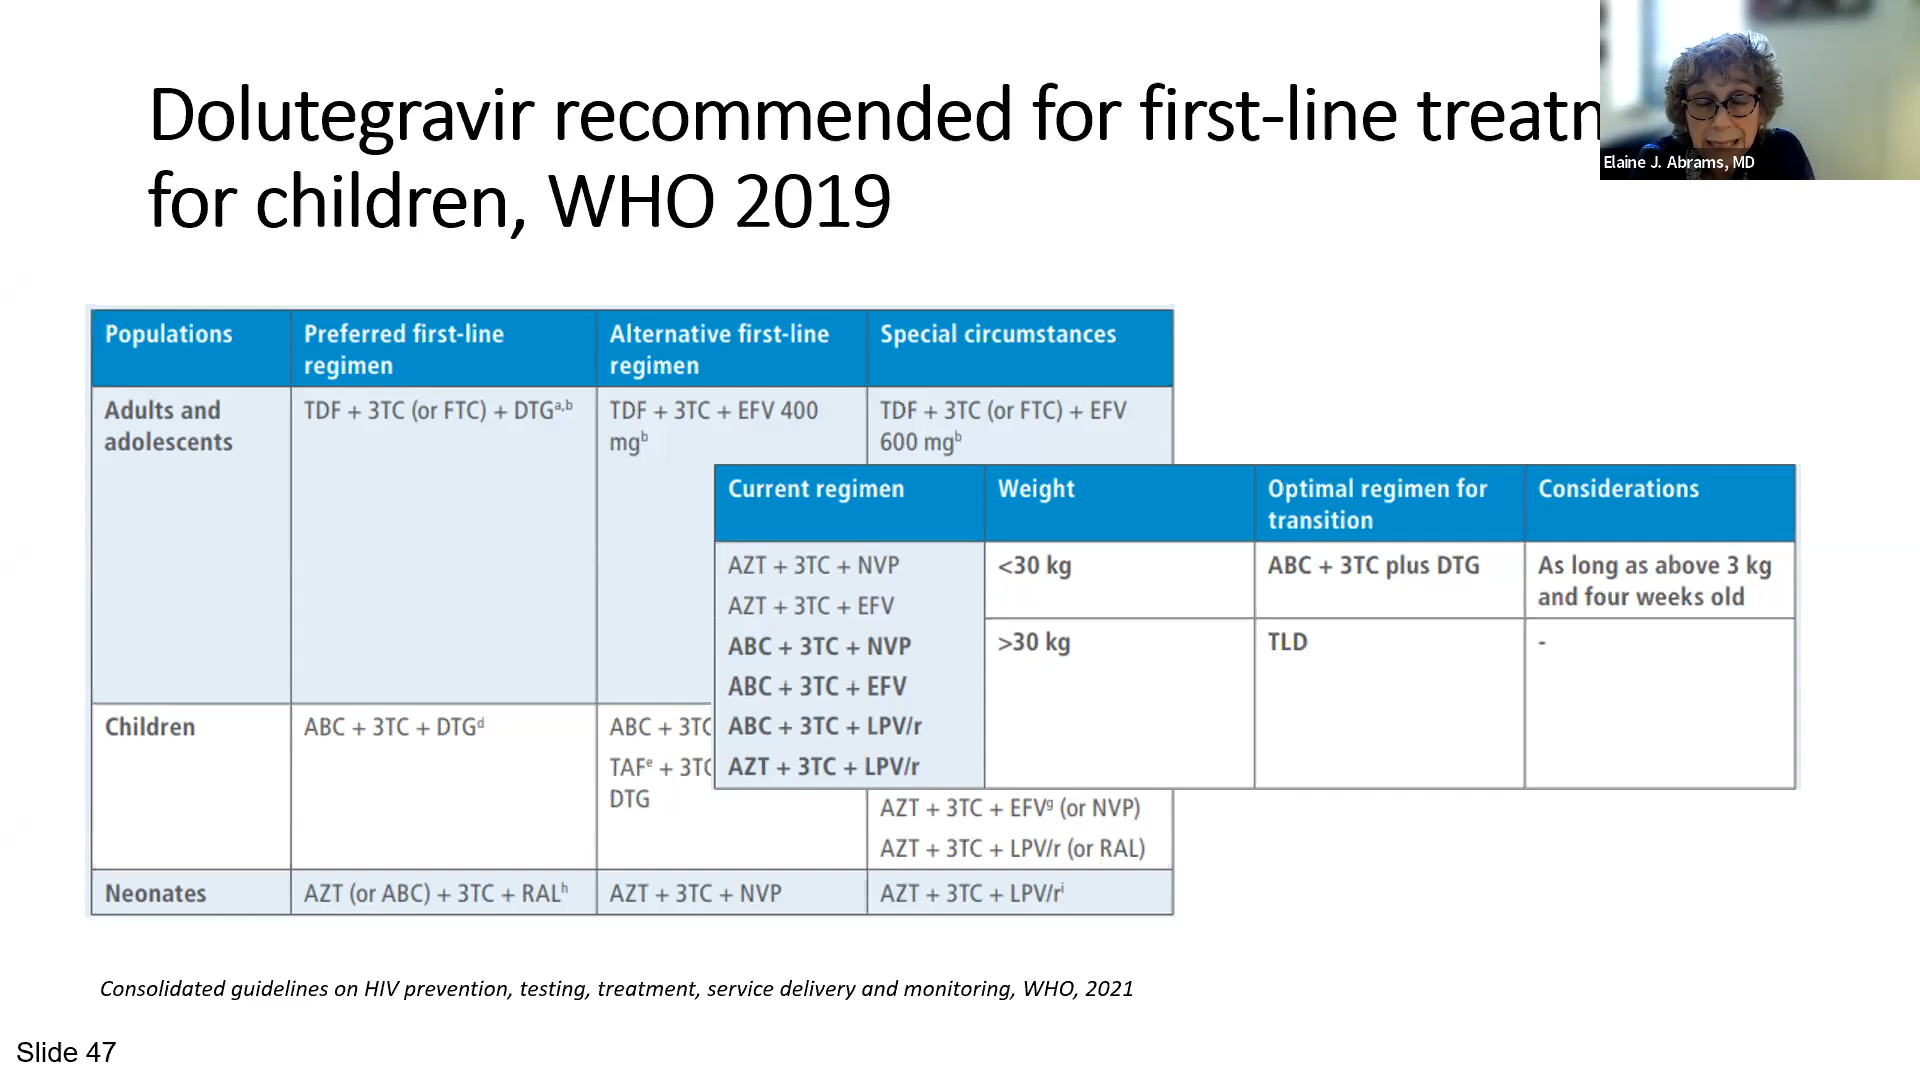 Dolutegravir recommended for first-line
for children, WHO 2019
Elaine J. Abrams, MD
Populations
Preferred first-line
regimen
Alternative first-line
regimen
Special circumstances
Adults and
adolescents
TDF + 3TC (or FTC) + DTGa,b
TDF + 3TC + EFV 400
mgb
TDF + 3TC (or FTC) + EFV
600 mgb
Children
ABC + 3TC + DTGd
ABC + 3TC
TAFe + 3TC
DTG
AZT + 3TC + EFVg (or NVP)
AZT + 3TC + LPV/r (or RAL)
Neonates
AZT (or ABC) + 3TC + RALh
AZT + 3TC + NVP
AZT + 3TC + LPV/ri
Current regimen
Weight
Optimal regimen for
transition
Considerations
AZT + 3TC + NVP
AZT + 3TC + EFV
ABC + 3TC + NVP
ABC + 3TC + EFV
ABC + 3TC + LPV/r
AZT + 3TC + LPV/r
<30 kg
ABC + 3TC plus DTG
As long as above 3 kg
and four weeks old
>30 kg
TLD
-
Consolidated guidelines on HIV prevention, testing, treatment, service delivery and monitoring, WHO, 2021
Slide 47